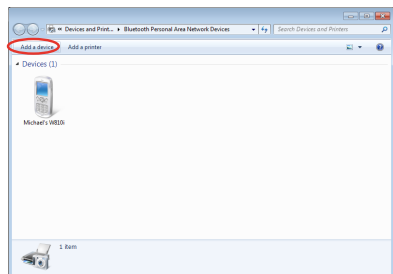 « Devices and Print... ▸ Bluetooth Personal Area Network Devices
Search Devices and Printers
Add a device
Add a printer
Devices (1)
Michael's W810i
1 item